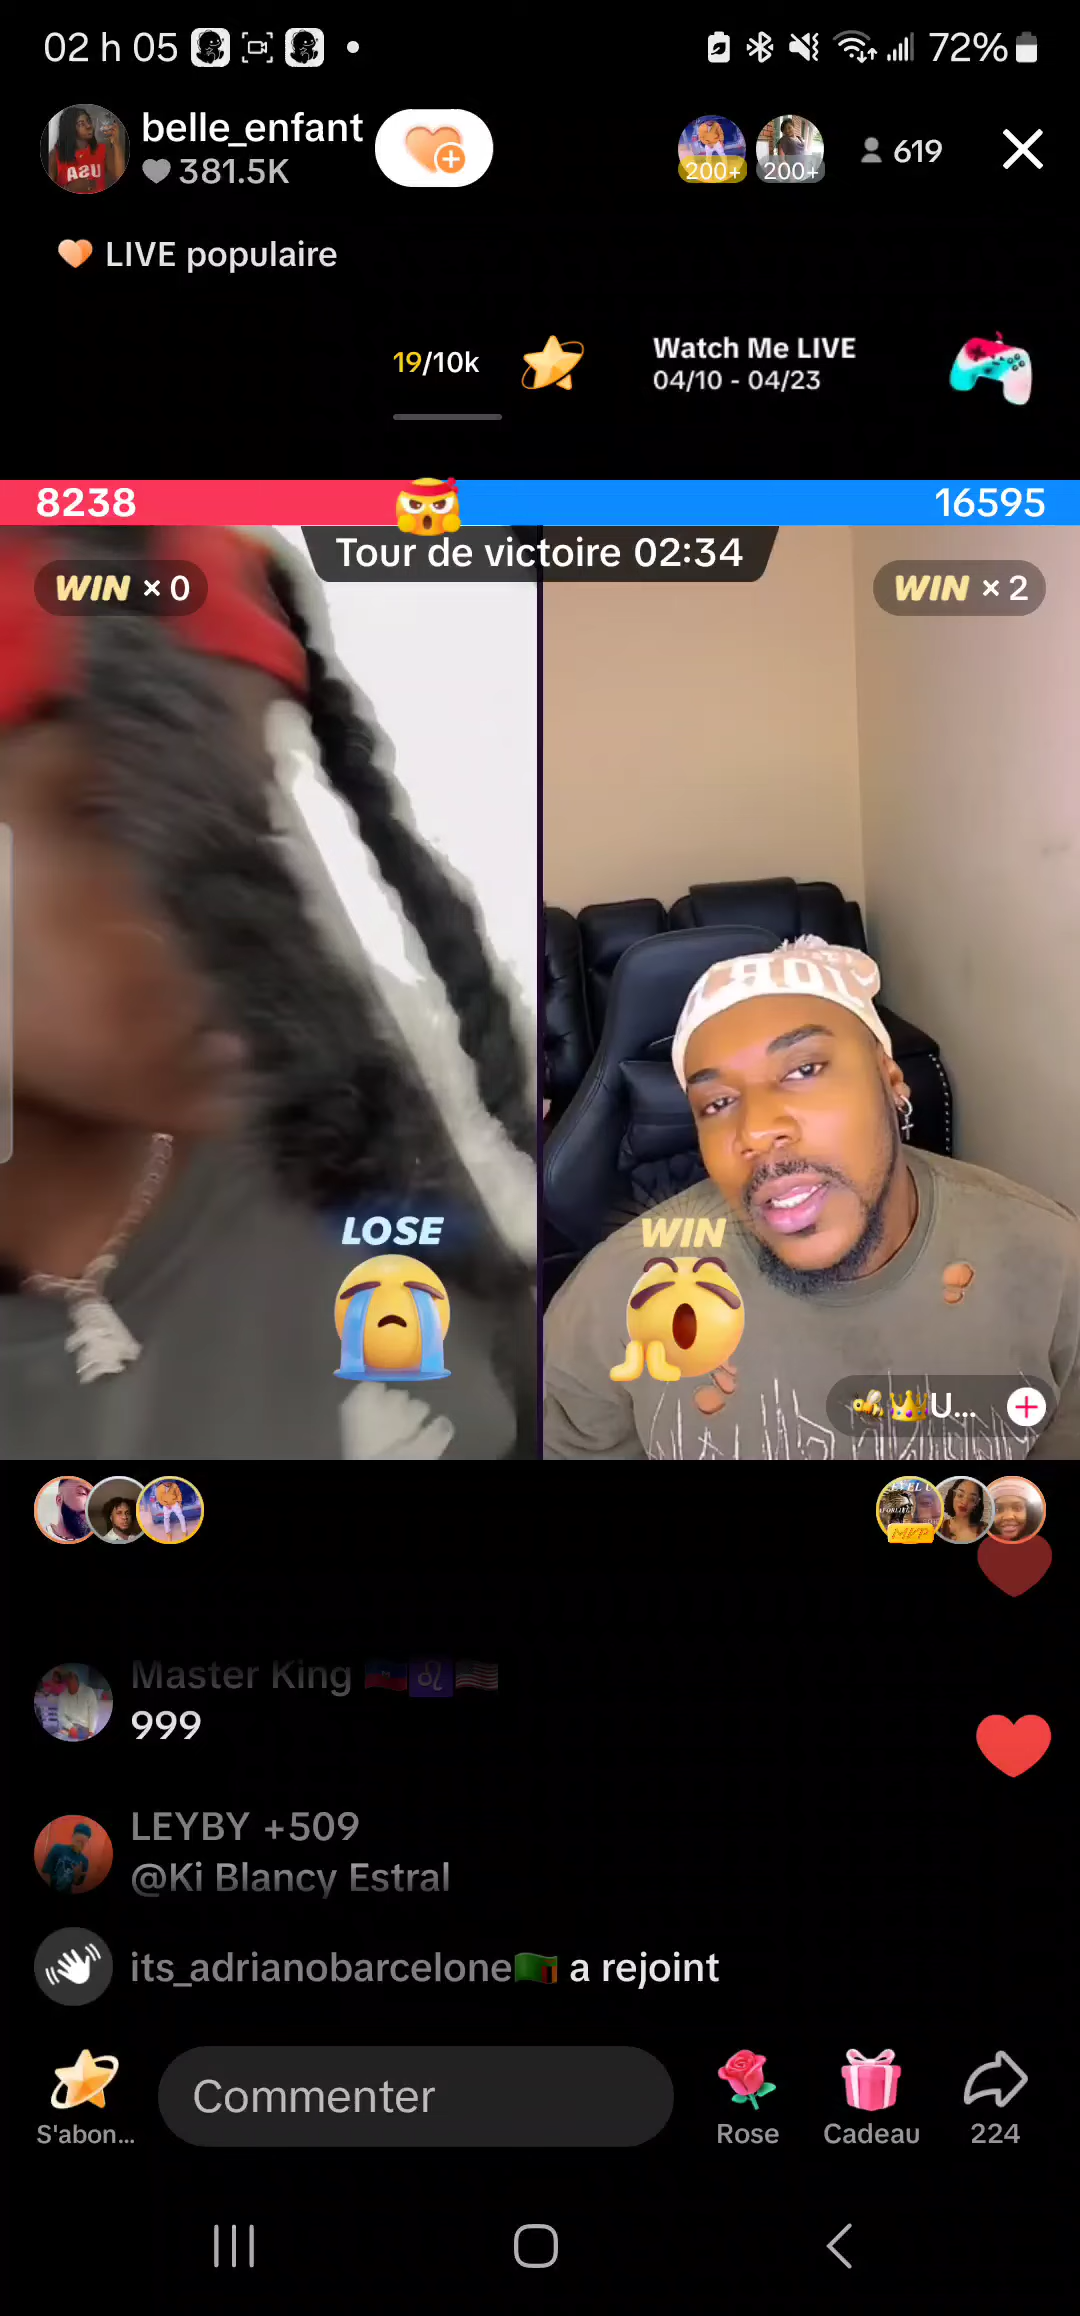 02 h 05
72%
belle_enfant
381.5K
200+
200+
619
LIVE populaire
19/10k
Watch Me LIVE
04/10 - 04/23
8238
16595
Tour de victoire 02:34
WIN × 0
WIN × 2
LOSE
WIN
U...
MVP
Master King
999
LEYBY +509
@Ki Blancy Estral
its_adrianobarcelone a rejoint
S'abon...
Commenter
Rose
Cadeau
224